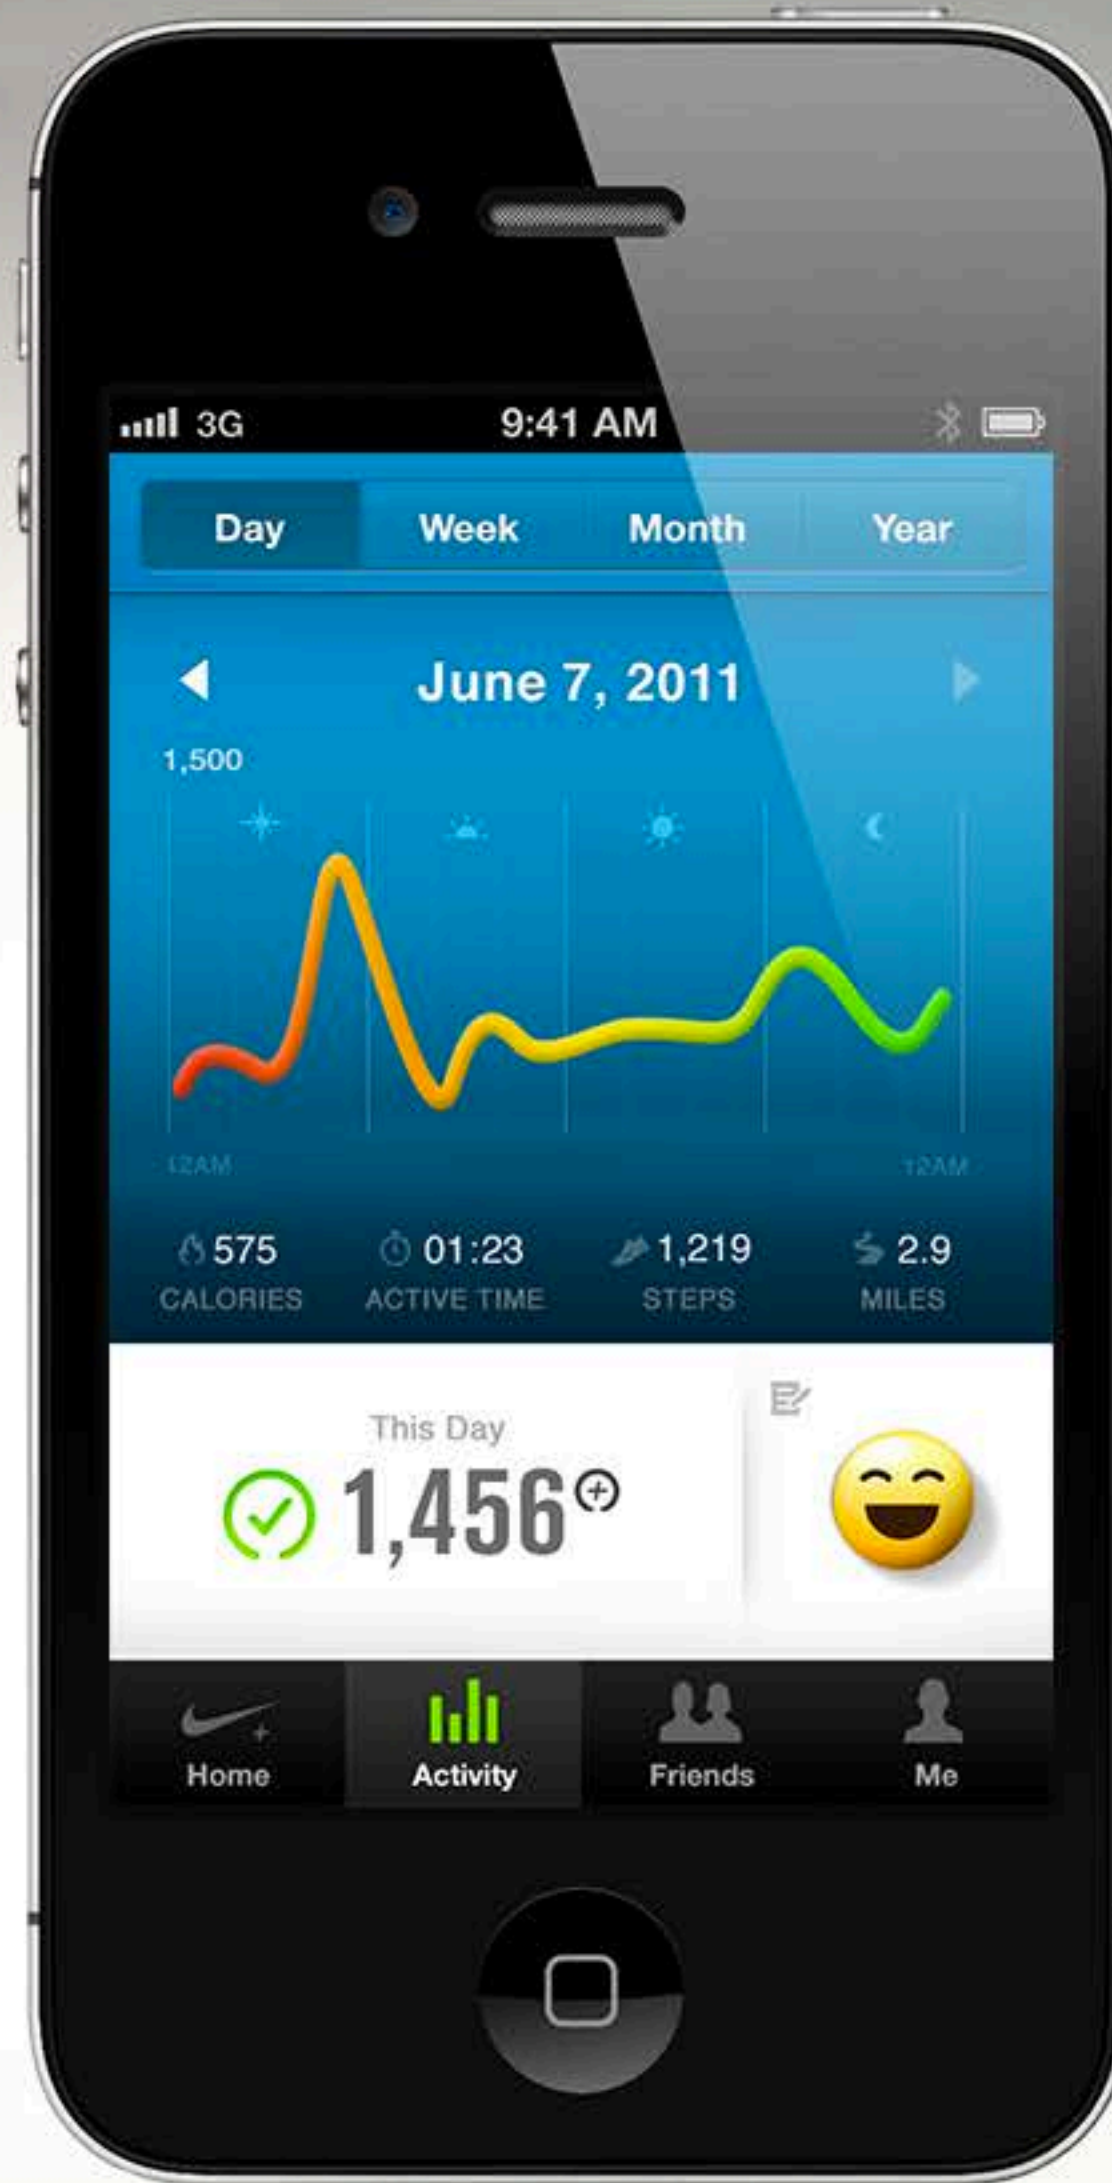 3G 9:41 AM
Day Week Month Year
June 7, 2011
1,500
12AM 12AM
575 01:23 1,219 2.9
CALORIES ACTIVE TIME STEPS MILES
This Day
1,456
Home Activity Friends Me